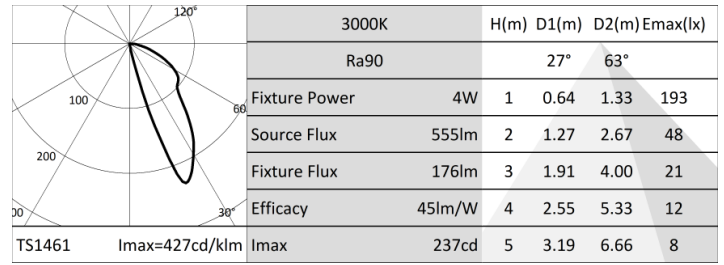 120°
100
60
200
00
30°
TS1461 Imax=427cd/klm
3000K
Ra90
Fixture Power 4W
Source Flux 555lm
Fixture Flux 176lm
Efficacy 45lm/W
Imax 237cd
H(m) D1(m) D2(m) Emax(lx)
27° 63°
1 0.64 1.33 193
2 1.27 2.67 48
3 1.91 4.00 21
4 2.55 5.33 12
5 3.19 6.66 8